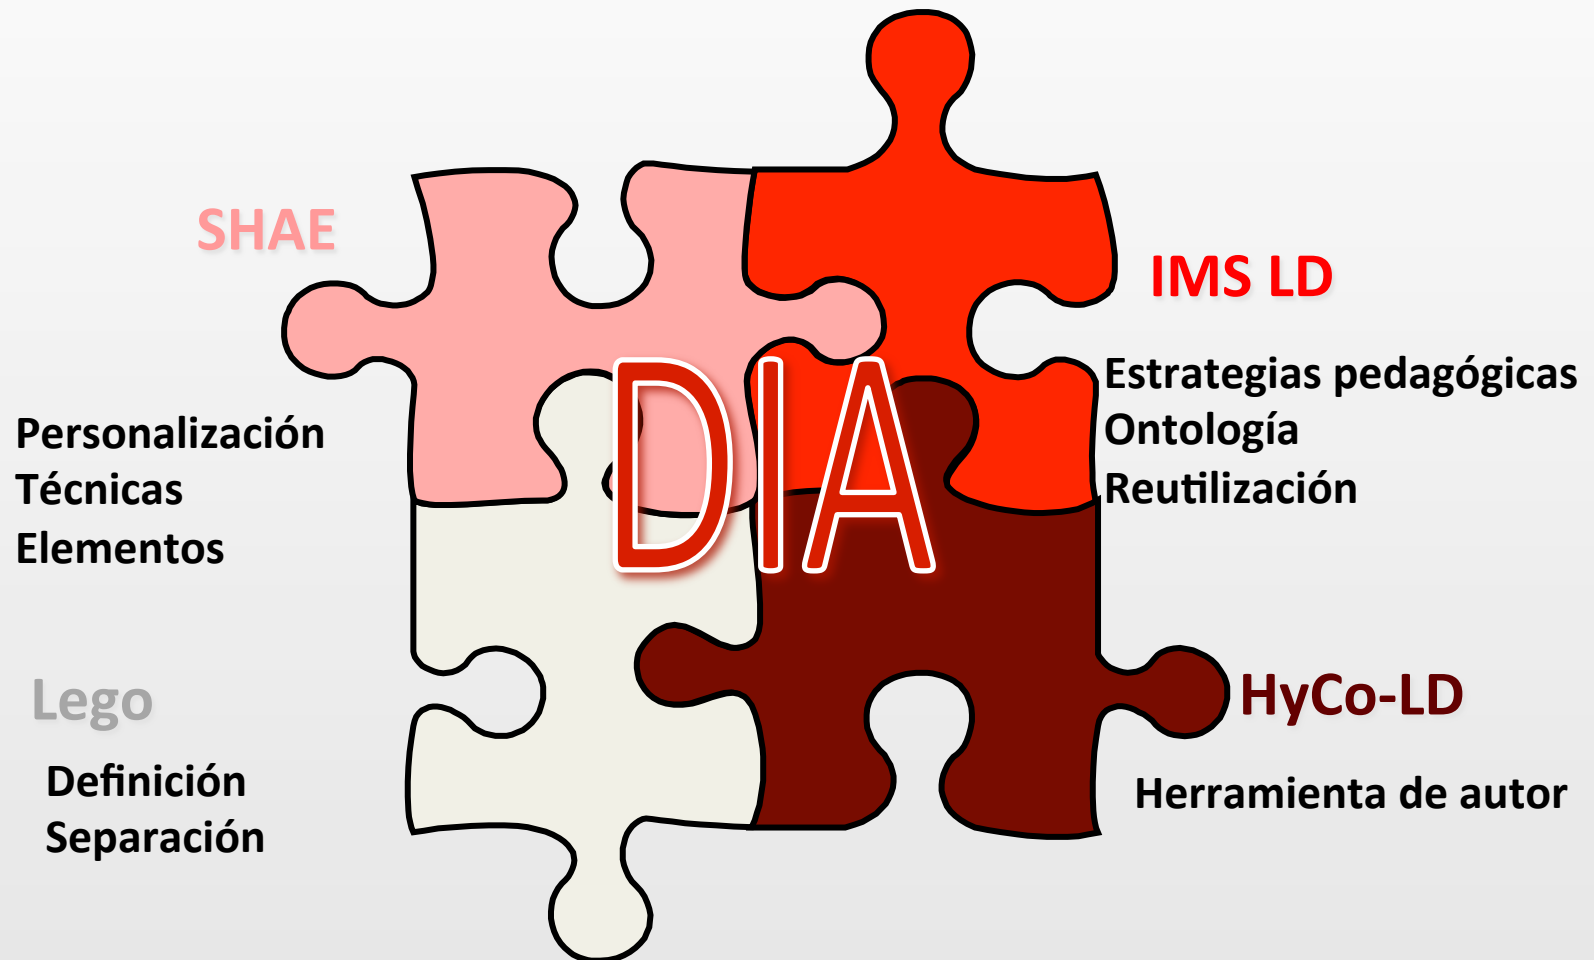 SHAE
Personalización
Técnicas
Elementos
IMS LD
Estrategias pedagógicas
Ontología
Reutilización
DIA
Lego
Definición
Separación
HyCo-LD
Herramienta de autor